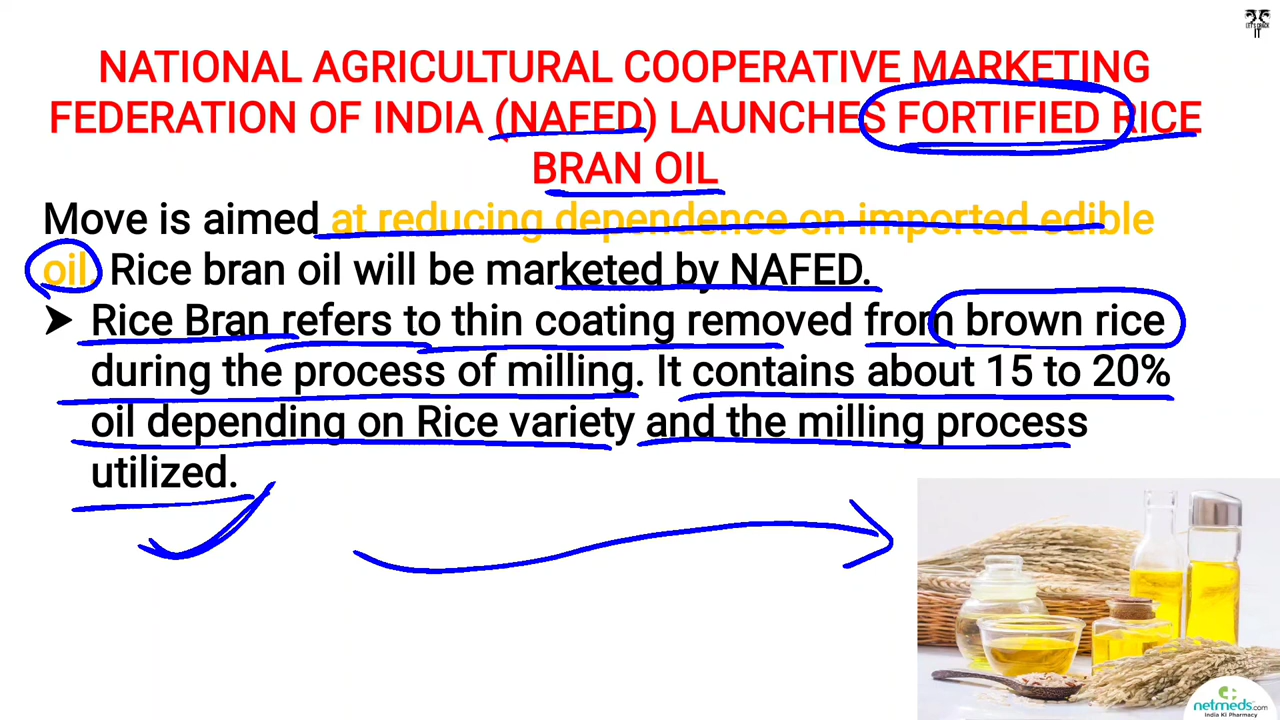 LET'S CRACK
IT
NATIONAL AGRICULTURAL COOPERATIVE MARKETING
FEDERATION OF INDIA (NAFED) LAUNCHES FORTIFIED RICE
BRAN OIL
Move is aimed at reducing dependence on imported edible
oil. Rice bran oil will be marketed by NAFED.
➤ Rice Bran refers to thin coating removed from brown rice
during the process of milling. It contains about 15 to 20%
oil depending on Rice variety and the milling process
utilized.
netmeds.com
India Ki Pharmacy